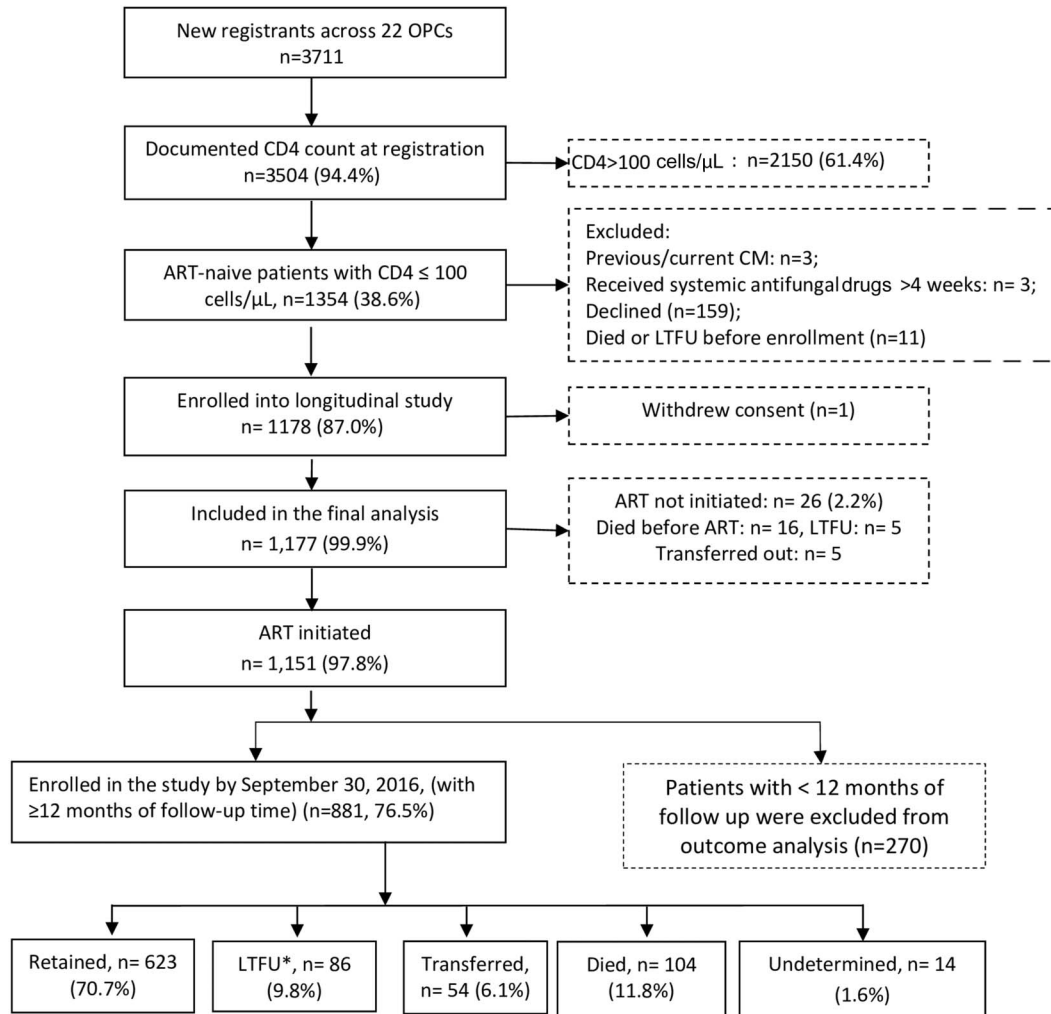 New registrants across 22 OPCs
n=3711
Documented CD4 count at registration
n=3504 (94.4%)
CD4>100 cells/µL : n=2150 (61.4%)
ART-naive patients with CD4 ≤ 100
cells/µL, n=1354 (38.6%)
Excluded:
Previous/current CM: n=3;
Received systemic antifungal drugs >4 weeks: n= 3;
Declined (n=159);
Died or LTFU before enrollment (n=11)
Enrolled into longitudinal study
n= 1178 (87.0%)
Withdrew consent (n=1)
Included in the final analysis
n= 1,177 (99.9%)
ART not initiated: n= 26 (2.2%)
Died before ART: n= 16, LTFU: n= 5
Transferred out: n= 5
ART initiated
n= 1,151 (97.8%)
Enrolled in the study by September 30, 2016, (with
≥12 months of follow-up time) (n=881, 76.5%)
Patients with < 12 months of
follow up were excluded from
outcome analysis (n=270)
Retained, n= 623
(70.7%)
LTFU*, n= 86
(9.8%)
Transferred,
n= 54 (6.1%)
Died, n= 104
(11.8%)
Undetermined, n= 14
(1.6%)